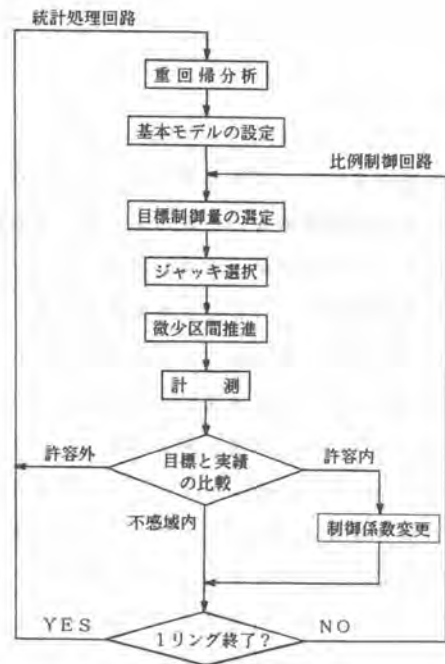 統計処理回路
重回帰分析
基本モデルの設定
比例制御回路
目標制御量の選定
ジャッキ選択
微少区間推進
計 測
目標と実績
の比較
許容外
許容内
不感域内
制御係数変更
YES
1リング終了?
NO